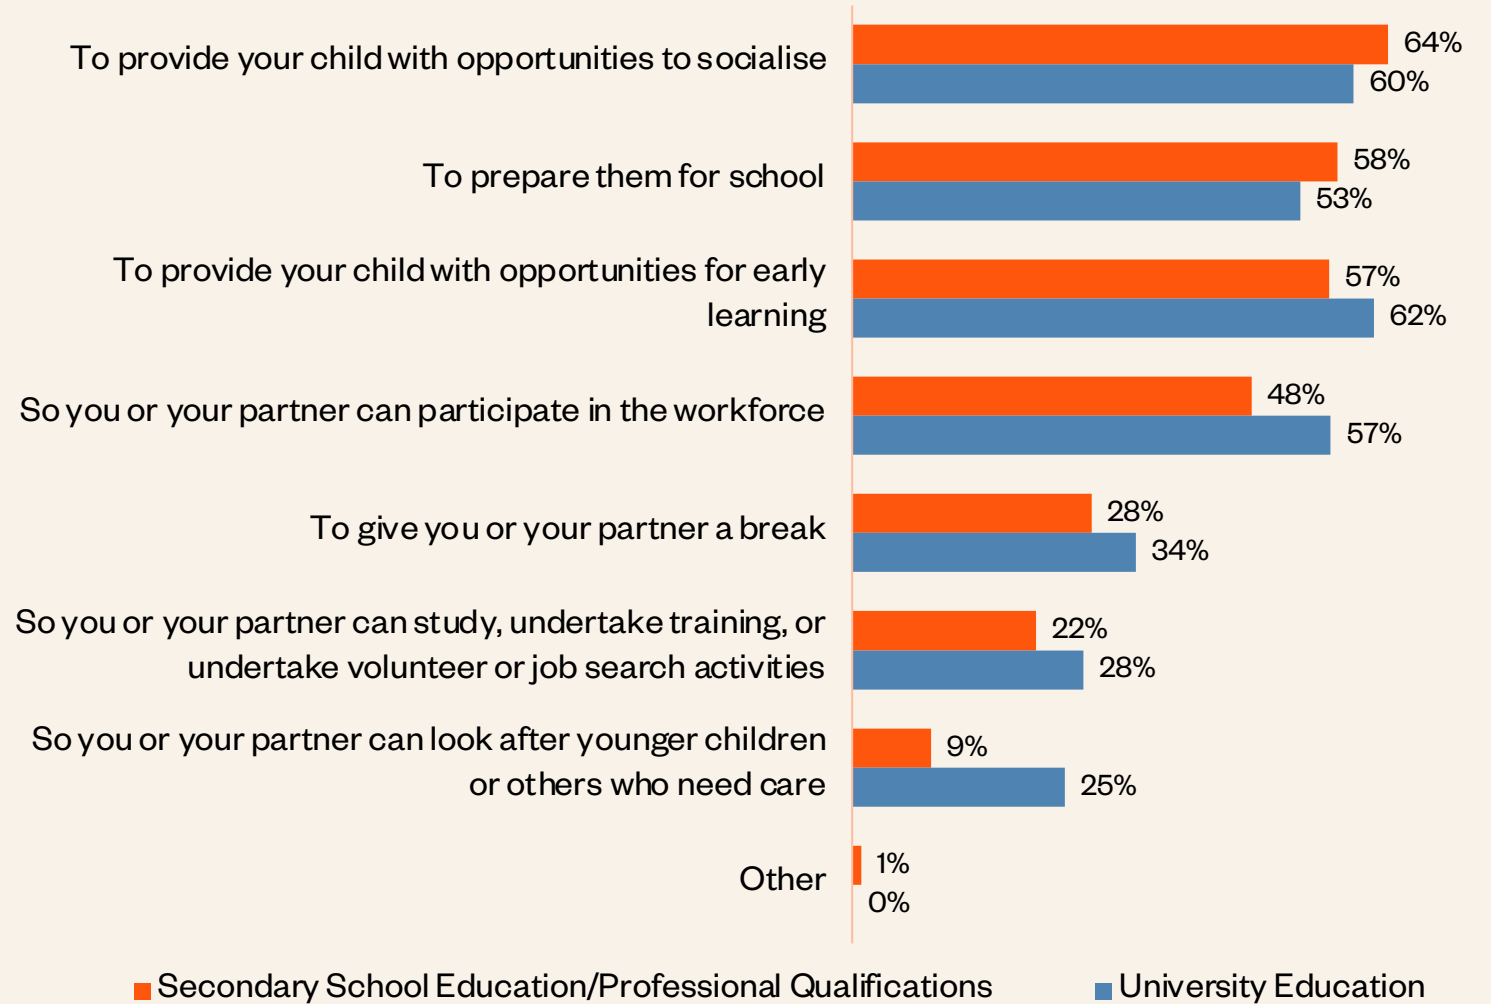 To provide your child with opportunities to socialise
64%
60%
To prepare them for school
58%
53%
To provide your child with opportunities for early
learning
57%
62%
So you or your partner can participate in the workforce
48%
57%
To give you or your partner a break
28%
34%
So you or your partner can study, undertake training, or
undertake volunteer or job search activities
22%
28%
So you or your partner can look after younger children
or others who need care
9%
25%
Other
1%
0%
Secondary School Education/Professional Qualifications
University Education